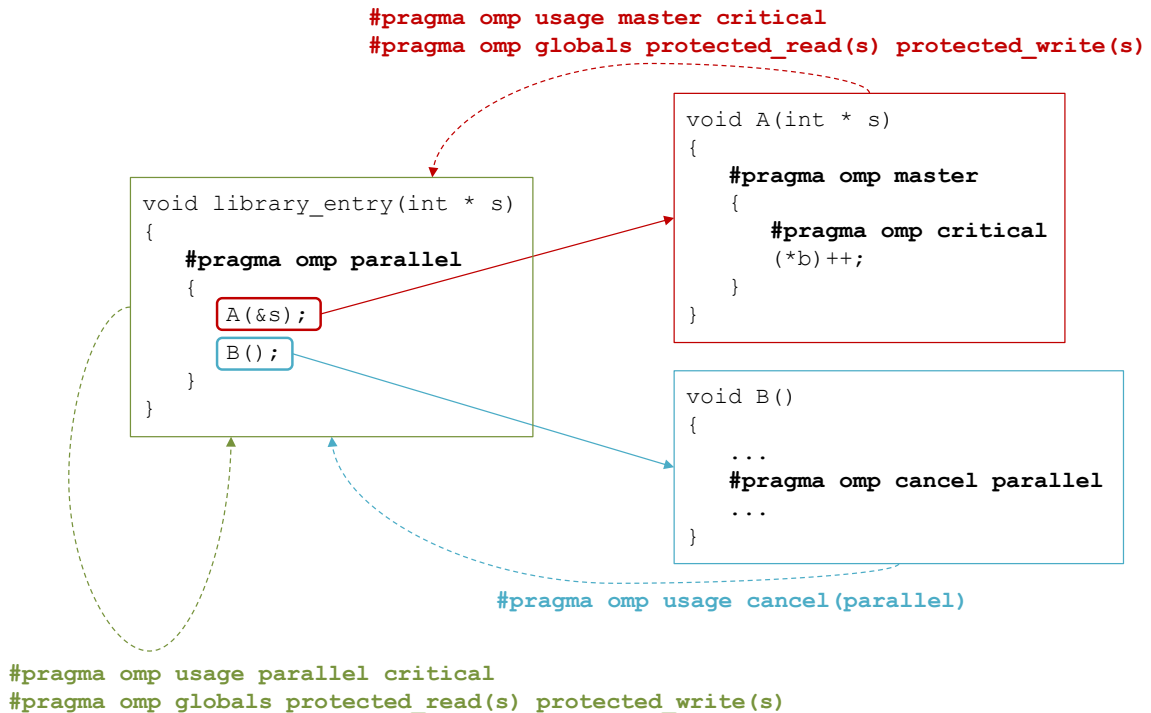 #pragma omp usage master critical
#pragma omp globals protected_read(s) protected_write(s)
void library_entry(int * s)
{
#pragma omp parallel
{
A(&s);
B();
}
}
void A(int * s)
{
#pragma omp master
{
#pragma omp critical
(*b)++;
}
}
void B()
{
...
#pragma omp cancel parallel
...
}
#pragma omp usage cancel(parallel)
#pragma omp usage parallel critical
#pragma omp globals protected_read(s) protected_write(s)